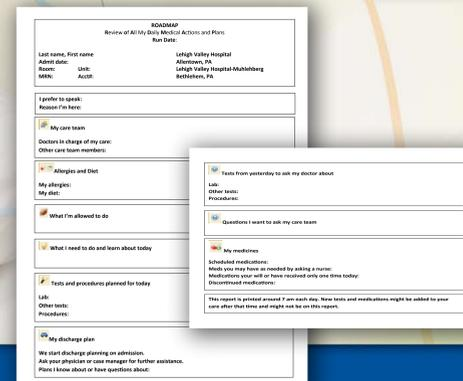 ROADMAP
Review of All My Daily Medical Actions and Plans
Run Date:
Last name, First name Lehigh Valley Hospital
Admit date: Allentown, PA
Room: Unit: Lehigh Valley Hospital-Muhlenberg
MRN: Acct#: Bethlehem, PA
I prefer to speak:
Reason I'm here:
My care team
Doctors in charge of my care:
Other care team members:
Allergies and Diet
My allergies:
My diet:
What I'm allowed to do
What I need to do and learn about today
Tests and procedures planned for today
Lab:
Other tests:
Procedures:
My discharge plan
We start discharge planning on admission.
Ask your physician or case manager for further assistance.
Plans I know about or have questions about:
Tests from yesterday to ask my doctor about
Lab:
Other tests:
Procedures:
Questions I want to ask my care team
My medicines
Scheduled medications:
Meds you may have as needed by asking a nurse:
Medications your will or have received only one time today:
Discontinued medications:
This report is printed around 7 am each day. New tests and medications might be added to your
care after that time and might not be on this report.